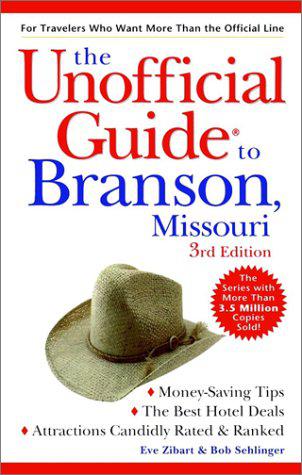 For Travelers Who Want More Than the Official Line
the
Unofficial
Guide® to
Branson,
Missouri
3rd Edition
The
Series with
More Than
3.5 Million
Copies
Sold!
♦ Money-Saving Tips
♦ The Best Hotel Deals
♦ Attractions Candidly Rated & Ranked
Eve Zibart & Bob Sehlinger